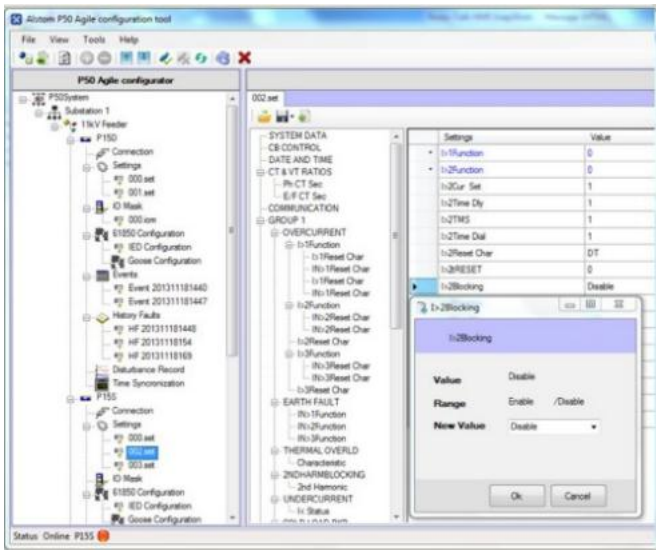 Alstom P50 Agile configuration tool
File View Tools Help
P50 Agile configurator
P50System
Substation 1
11kV Feeder
P15D
Connection
Settings
000.set
001.set
IO Mask
000.iom
61850 Configuration
IED Configuration
Goose Configuration
Events
Event 201311181440
Event 201311181447
History Faults
HF 20131118144B
HF 20131118154
HF 20131118169
Disturbance Record
Time Syncronization
P15S
Connection
Settings
000.set
002.set
003.set
IO Mask
61850 Configuration
IED Configuration
Goose Configuration
002.set
SYSTEM DATA
CB CONTROL
DATE AND TIME
CT & VT RATIOS
Ph CT Sec
E/F CT Sec
COMMUNICATION
GROUP 1
OVERCURRENT
I>1Function
I>1Reset Char
IN>1Reset Char
I>1Reset Char
IN>1Reset Char
I>2Function
IN>2Reset Char
IN>2Reset Char
I>2Reset Char
I>3Function
IN>3Reset Char
IN>3Reset Char
I>3Reset Char
EARTH FAULT
IN>1Function
IN>2Function
IN>3Function
THERMAL OVERLD
Characteristic
2NDHARMBLOCKING
2nd Harmonic
UNDERCURRENT
I< Status
COLD LOAD PKP
Settings Value
I>1Function 0
I>2Function 0
I>2Cur Set 1
I>2Time Dly 1
I>2TMS 1
I>2Time Dial 1
I>2Reset Char DT
I>2tRESET 0
I>2Blocking Disable
I>2Blocking
I>2Blocking
Value Disable
Range Enable /Disable
New Value Disable
Ok Cancel
Status Online P15S